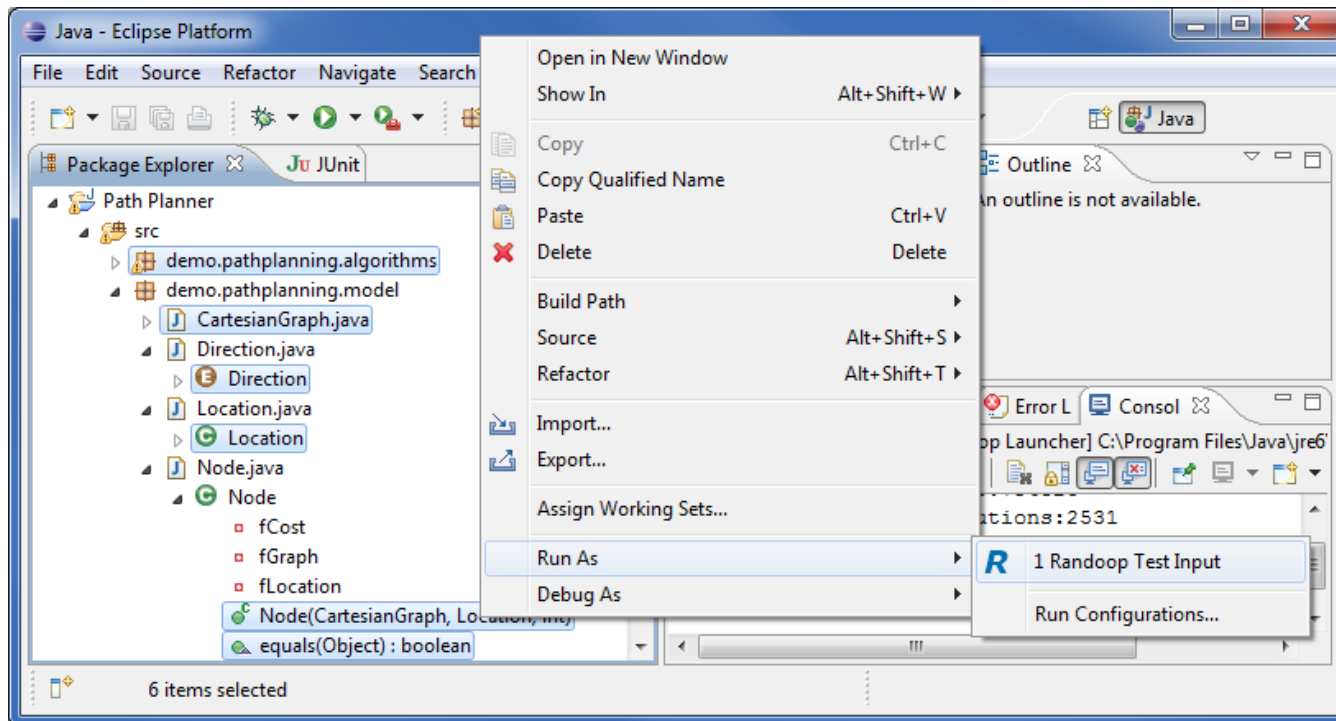 Java - Eclipse Platform
File Edit Source Refactor Navigate Search
Java
Package Explorer JUnit
Path Planner
src
demo.pathplanning.algorithms
demo.pathplanning.model
CartesianGraph.java
Direction.java
Direction
Location.java
Location
Node.java
Node
fCost
fGraph
fLocation
Node(CartesianGraph, Location, int)
equals(Object) : boolean
6 items selected
Open in New Window
Show In Alt+Shift+W
Copy Ctrl+C
Copy Qualified Name
Paste Ctrl+V
Delete Delete
Build Path
Source Alt+Shift+S
Refactor Alt+Shift+T
Import...
Export...
Assign Working Sets...
Run As
Debug As
1 Randoop Test Input
Run Configurations...
Outline
An outline is not available.
Error L Consol
op Launcher] C:\Program Files\Java\jre6
utions:2531